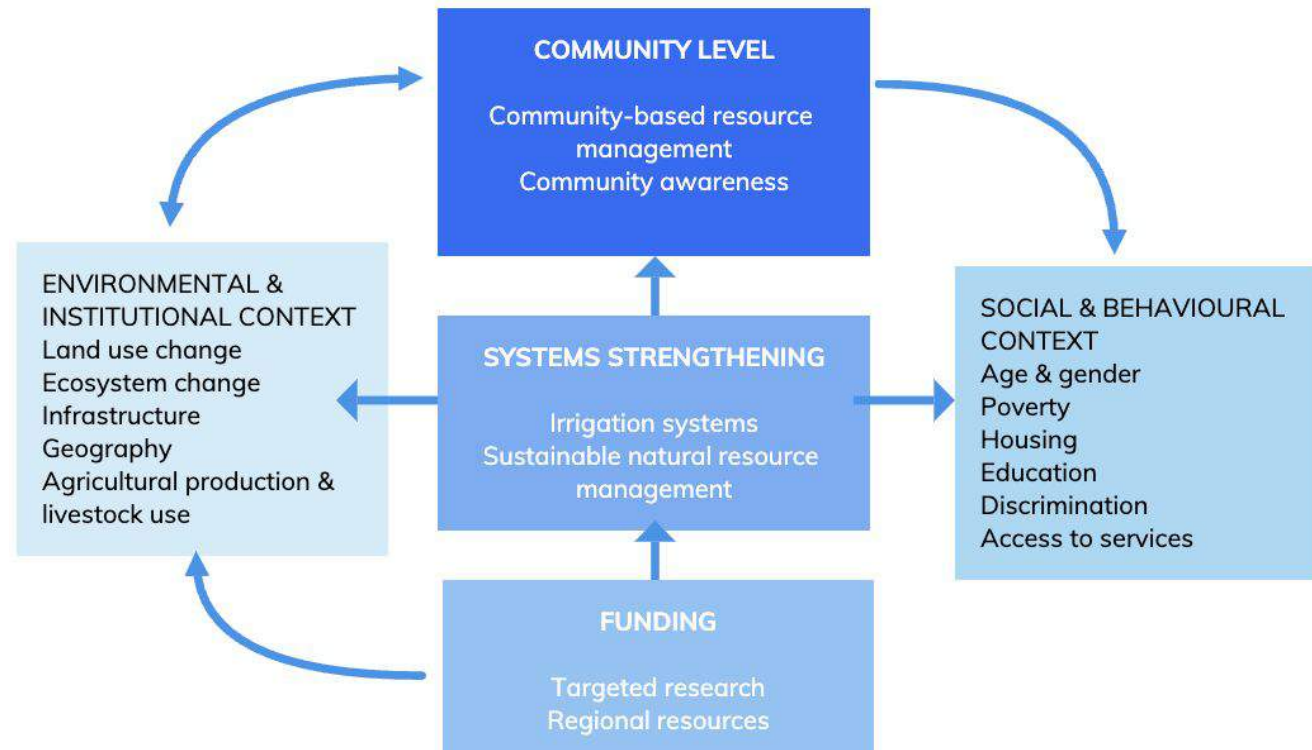 COMMUNITY LEVEL
Community-based resource
management
Community awareness
ENVIRONMENTAL &
INSTITUTIONAL CONTEXT
Land use change
Ecosystem change
Infrastructure
Geography
Agricultural production &
livestock use
SYSTEMS STRENGTHENING
Irrigation systems
Sustainable natural resource
management
SOCIAL & BEHAVIOURAL
CONTEXT
Age & gender
Poverty
Housing
Education
Discrimination
Access to services
FUNDING
Targeted research
Regional resources